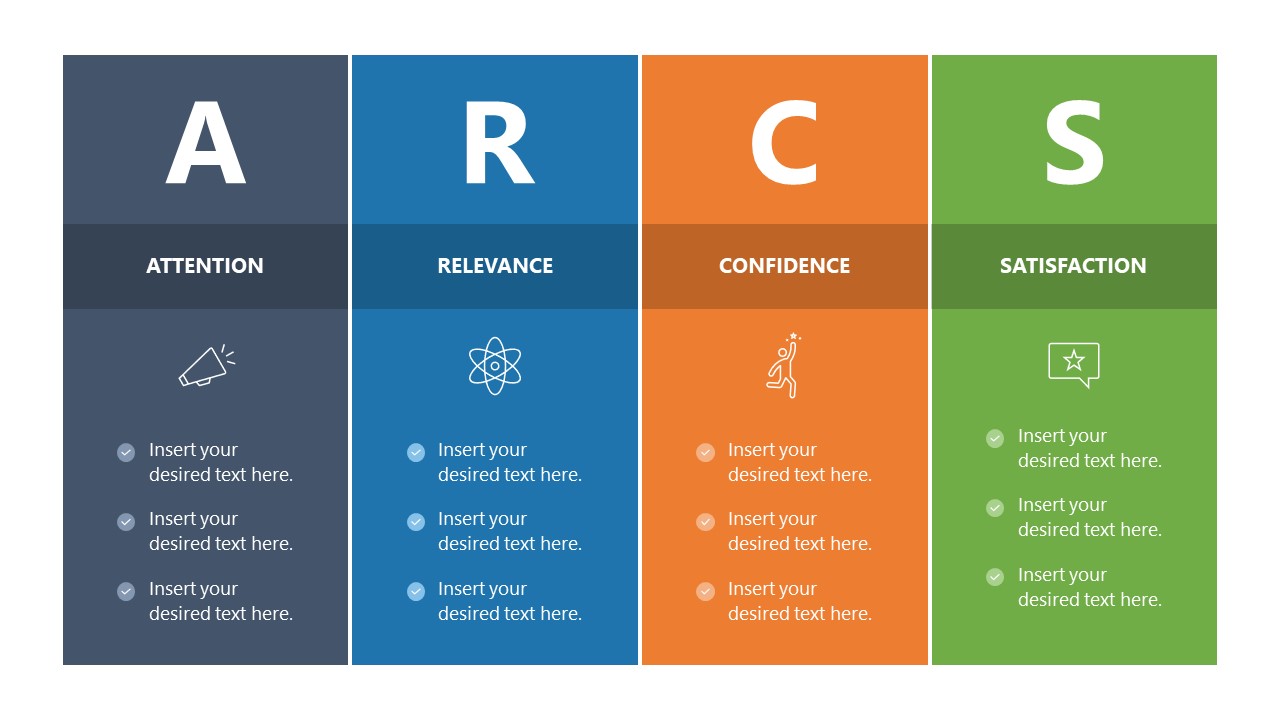 A
ATTENTION
Insert your
desired text here.
Insert your
desired text here.
Insert your
desired text here.
R
RELEVANCE
Insert your
desired text here.
Insert your
desired text here.
Insert your
desired text here.
C
CONFIDENCE
Insert your
desired text here.
Insert your
desired text here.
Insert your
desired text here.
S
SATISFACTION
Insert your
desired text here.
Insert your
desired text here.
Insert your
desired text here.